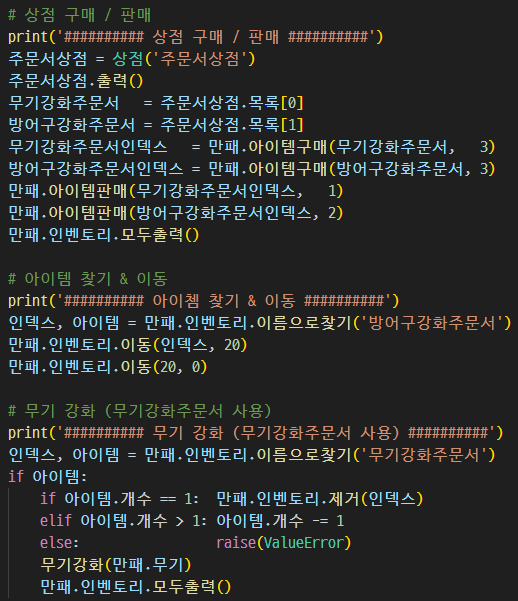 # 상점 구매 / 판매
print('########## 상점 구매 / 판매 ##########')
주문서상점 = 상점('주문서상점')
주문서상점.출력()
무기강화주문서   = 주문서상점.목록[0]
방어구강화주문서 = 주문서상점.목록[1]
무기강화주문서인덱스   = 만패.아이템구매(무기강화주문서,   3)
방어구강화주문서인덱스 = 만패.아이템구매(방어구강화주문서, 3)
만패.아이템판매(무기강화주문서인덱스,   1)
만패.아이템판매(방어구강화주문서인덱스, 2)
만패.인벤토리.모두출력()

# 아이템 찾기 & 이동
print('########## 아이쳄 찾기 & 이동 ##########')
인덱스, 아이템 = 만패.인벤토리.이름으로찾기('방어구강화주문서')
만패.인벤토리.이동(인덱스, 20)
만패.인벤토리.이동(20, 0)

# 무기 강화 (무기강화주문서 사용)
print('########## 무기 강화 (무기강화주문서 사용) ##########')
인덱스, 아이템 = 만패.인벤토리.이름으로찾기('무기강화주문서')
if 아이템:
    if 아이템.개수 == 1:  만패.인벤토리.제거(인덱스)
    elif 아이템.개수 > 1: 아이템.개수 -= 1
    else:                 raise(ValueError)
    무기강화(만패.무기)
    만패.인벤토리.모두출력()